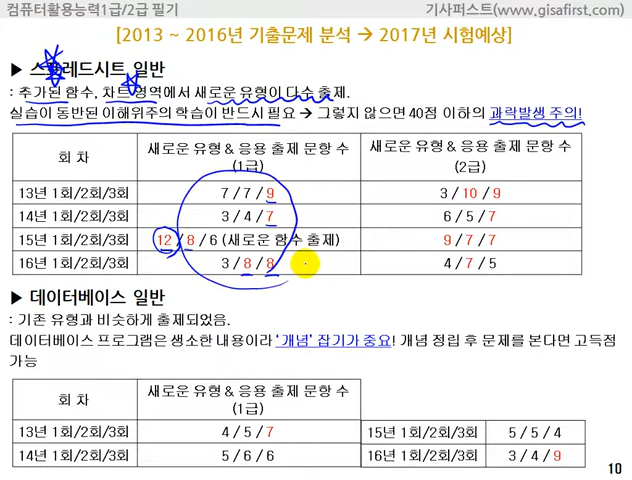 컴퓨터활용능력1급/2급 필기
기사퍼스트(www.gisafirst.com)
[2013 ~ 2016년 기출문제 분석 → 2017년 시험예상]
▶ 스프레드시트 일반
: 추가된 함수, 차트 영역에서 새로운 유형이 다수 출제.
실습이 동반된 이해위주의 학습이 반드시 필요 → 그렇지 않으면 40점 이하의 과락발생 주의!
회 차
새로운 유형 & 응용 출제 문항 수
(1급)
새로운 유형 & 응용 출제 문항 수
(2급)
13년 1회/2회/3회 7 / 7 / 9 3 / 10 / 9
14년 1회/2회/3회 3 / 4 / 7 6 / 5 / 7
15년 1회/2회/3회 12 / 8 / 6 (새로운 함수 출제) 9 / 7 / 7
16년 1회/2회/3회 3 / 8 / 8 4 / 7 / 5
▶ 데이터베이스 일반
: 기존 유형과 비슷하게 출제되었음.
데이터베이스 프로그램은 생소한 내용이라 ‘개념’ 잡기가 중요! 개념 정립 후 문제를 본다면 고득점
가능
회 차
새로운 유형 & 응용 출제 문항 수
(1급)
13년 1회/2회/3회 4 / 5 / 7 15년 1회/2회/3회 5 / 5 / 4
14년 1회/2회/3회 5 / 6 / 6 16년 1회/2회/3회 3 / 4 / 9
10